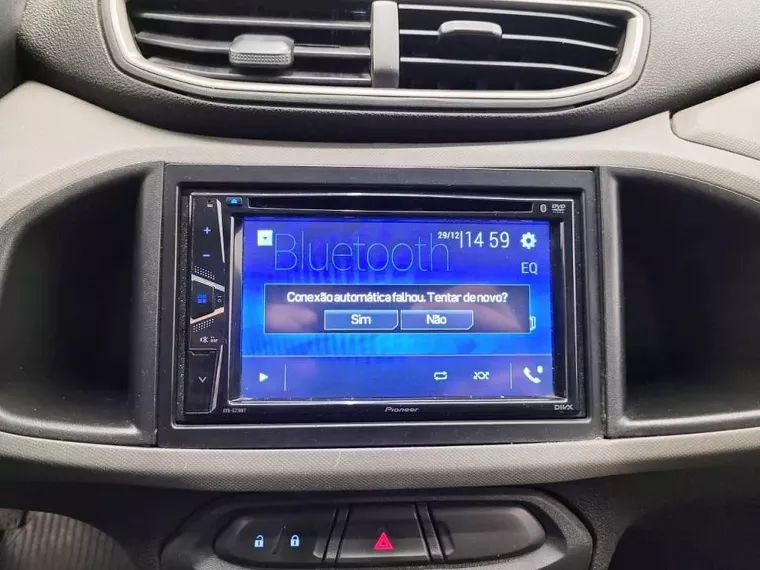 29/12 14 59
Bluetooth
EQ
Conexão automática falhou. Tentar de novo?
Sim Não
Pioneer
DIVX
DVD